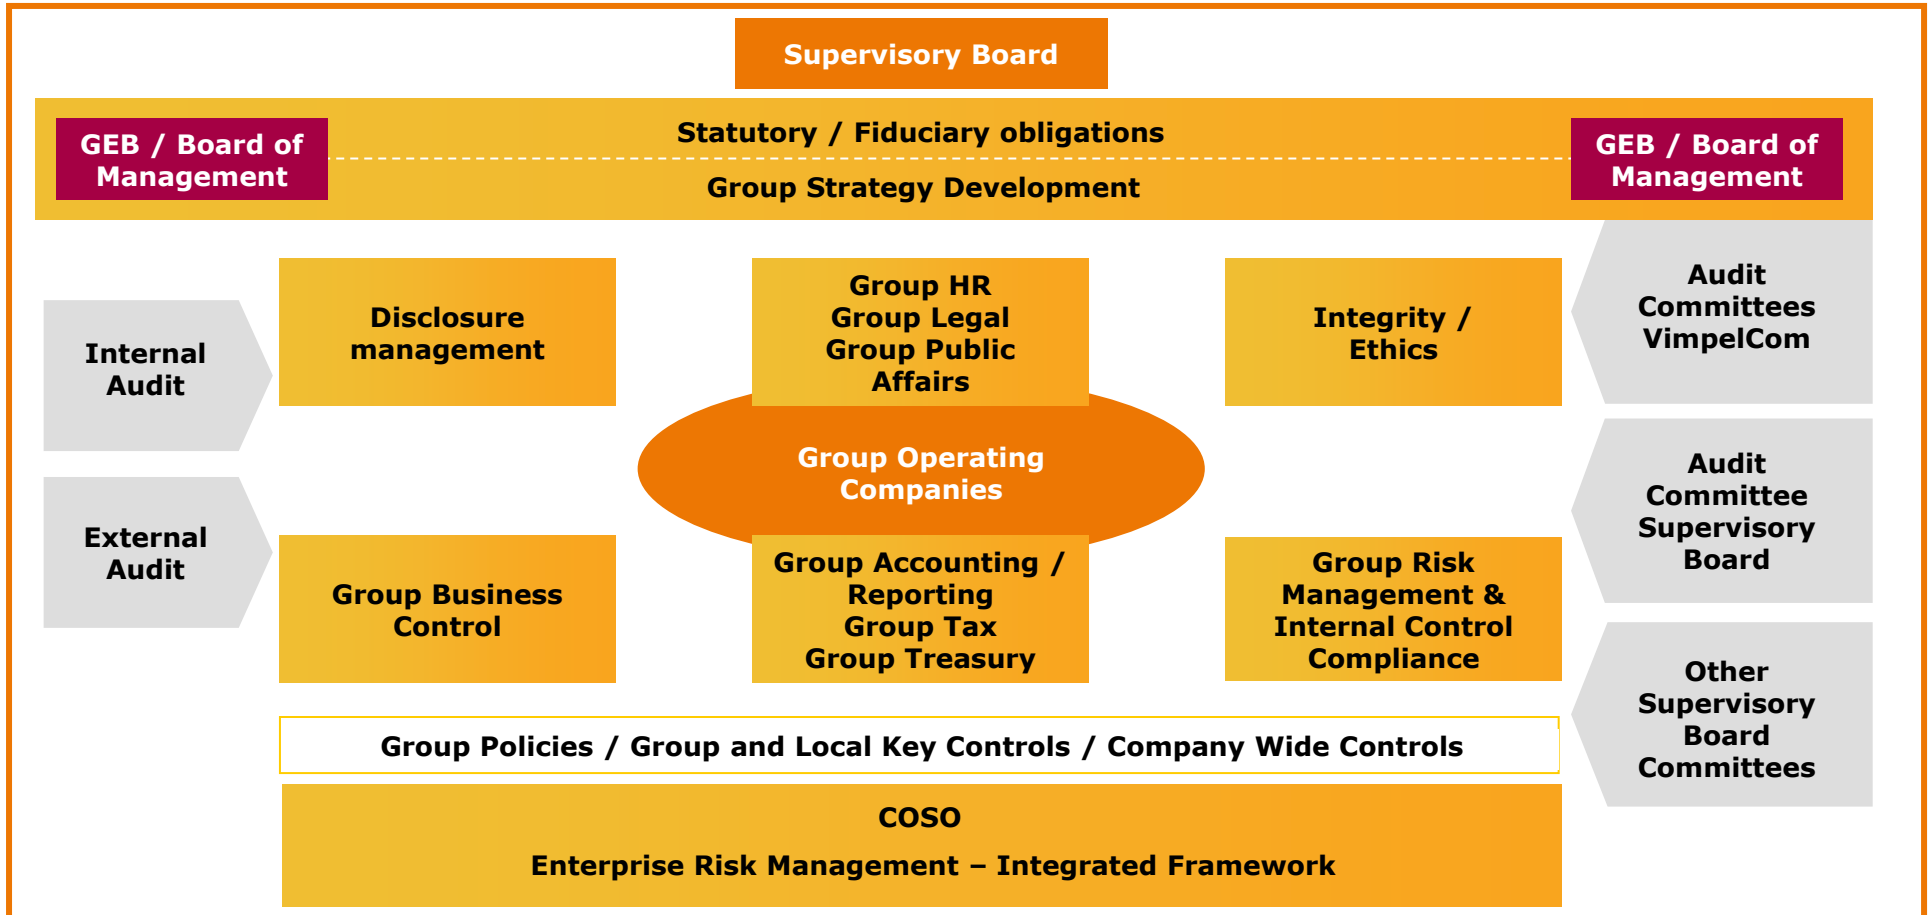 Supervisory Board
GEB / Board of
Management
Statutory / Fiduciary obligations
Group Strategy Development
GEB / Board of
Management
Internal
Audit
External
Audit
Disclosure
management
Group HR
Group Legal
Group Public
Affairs
Integrity /
Ethics
Group Operating
Companies
Group Business
Control
Group Accounting /
Reporting
Group Tax
Group Treasury
Group Risk
Management &
Internal Control
Compliance
Audit
Committees
VimpelCom
Audit
Committee
Supervisory
Board
Other
Supervisory
Board
Committees
Group Policies / Group and Local Key Controls / Company Wide Controls
COSO
Enterprise Risk Management – Integrated Framework